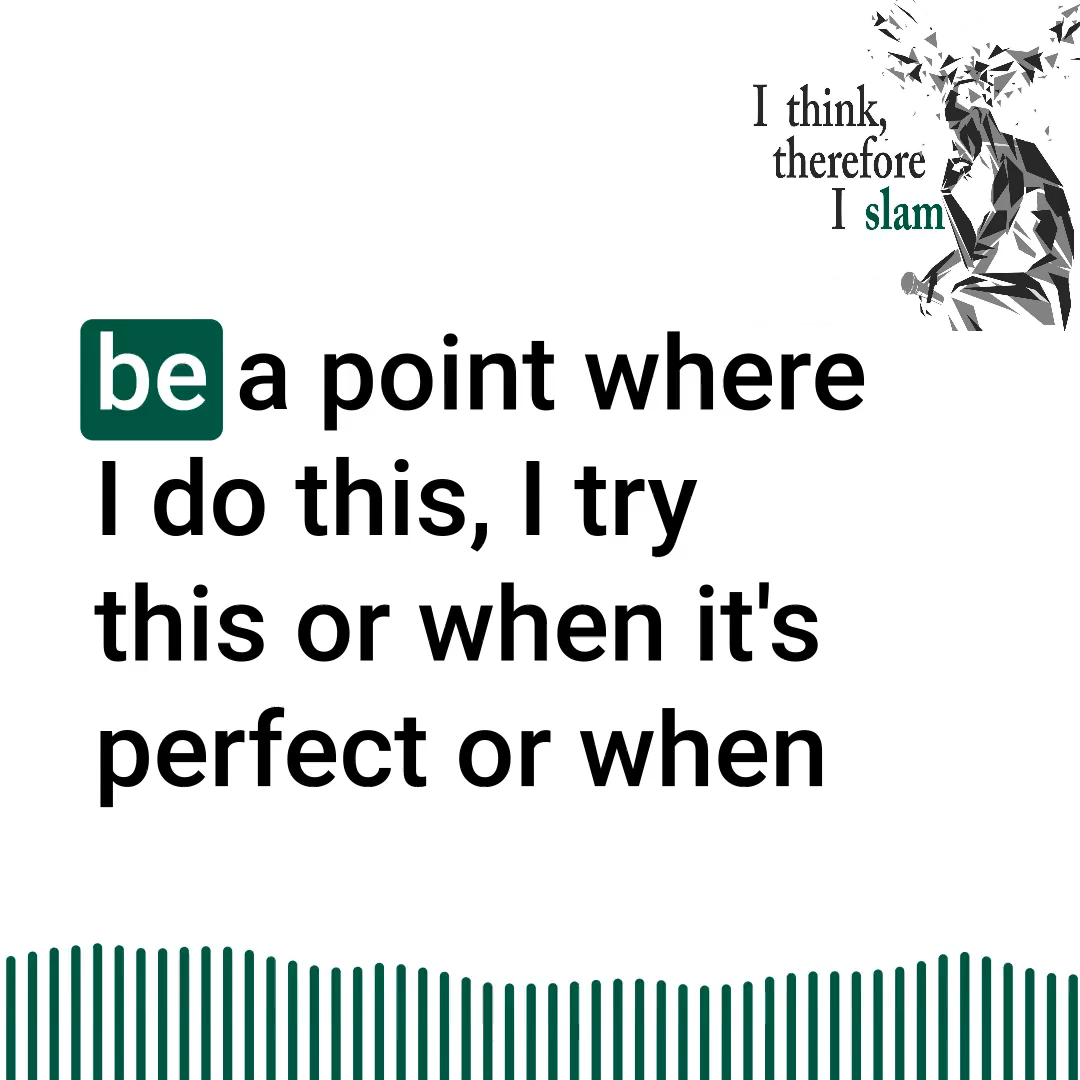 I think,
therefore
I slam
be a point where
I do this, I try
this or when it's
perfect or when